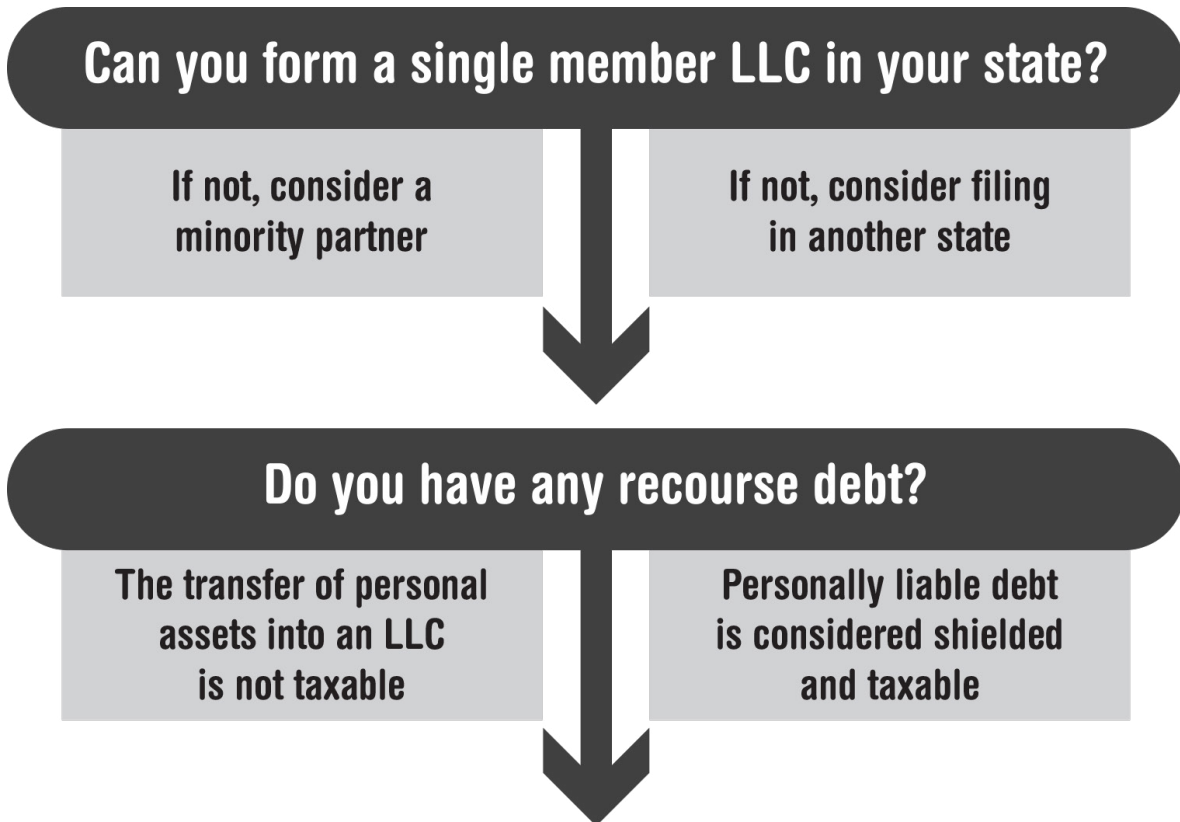 Can you form a single member LLC in your state?
If not, consider a
minority partner
If not, consider filing
in another state
Do you have any recourse debt?
The transfer of personal
assets into an LLC
is not taxable
Personally liable debt
is considered shielded
and taxable